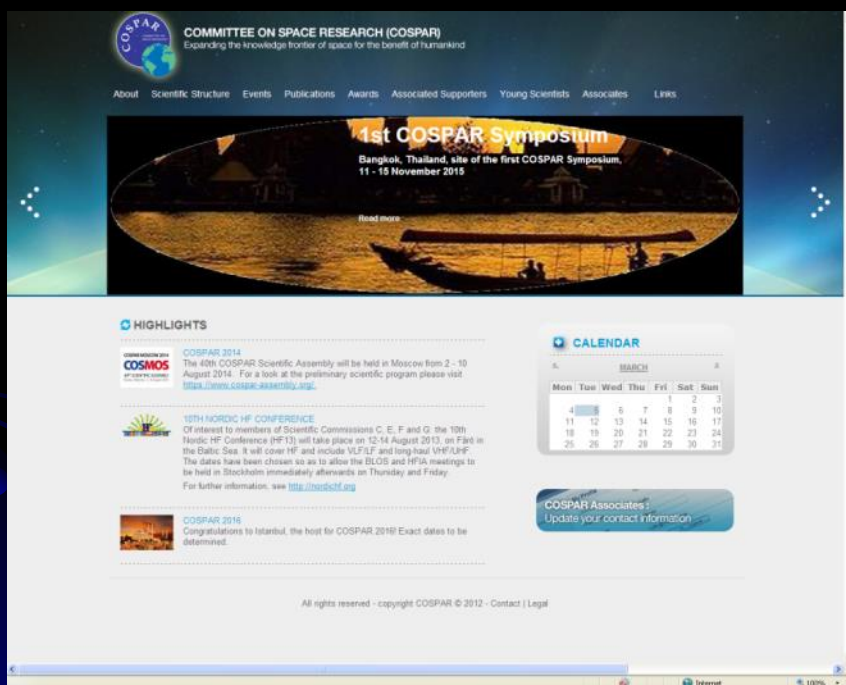 COSPAR
COMMITTEE ON SPACE RESEARCH (COSPAR)
Expanding the knowledge frontier of space for the benefit of humankind
About Scientific Structure Events Publications Awards Associated Supporters Young Scientists Associates Links
1st COSPAR Symposium
Bangkok, Thailand, site of the first COSPAR Symposium,
11 - 15 November 2015
Read more
HIGHLIGHTS
COSMOS
COSPAR 2014
The 40th COSPAR Scientific Assembly will be held in Moscow from 2 - 10
August 2014. For a look at the preliminary scientific program please visit
https://www.cospar-assembly.org/.
10TH NORDIC HF CONFERENCE
Of interest to members of Scientific Commissions C, E, F and G: the 10th
Nordic HF Conference (HF13) will take place on 12-14 August 2013, on Fårö in
the Baltic Sea. It will cover HF and include VLF/LF and long-haul VHF/UHF.
The dates have been chosen so as to allow the BLOS and HFIA meetings to
be held in Stockholm immediately afterwards on Thursday and Friday.
For further information, see http://nordichf.org
COSPAR 2016
Congratulations to Istanbul, the host for COSPAR 2016! Exact dates to be
determined.
CALENDAR
MARCH
Mon Tue Wed Thu Fri Sat Sun
1 2 3
4 5 6 7 8 9 10
11 12 13 14 15 16 17
18 19 20 21 22 23 24
25 26 27 28 29 30 31
COSPAR Associates :
Update your contact information
All rights reserved - copyright COSPAR © 2012 - Contact | Legal
Internet 100%